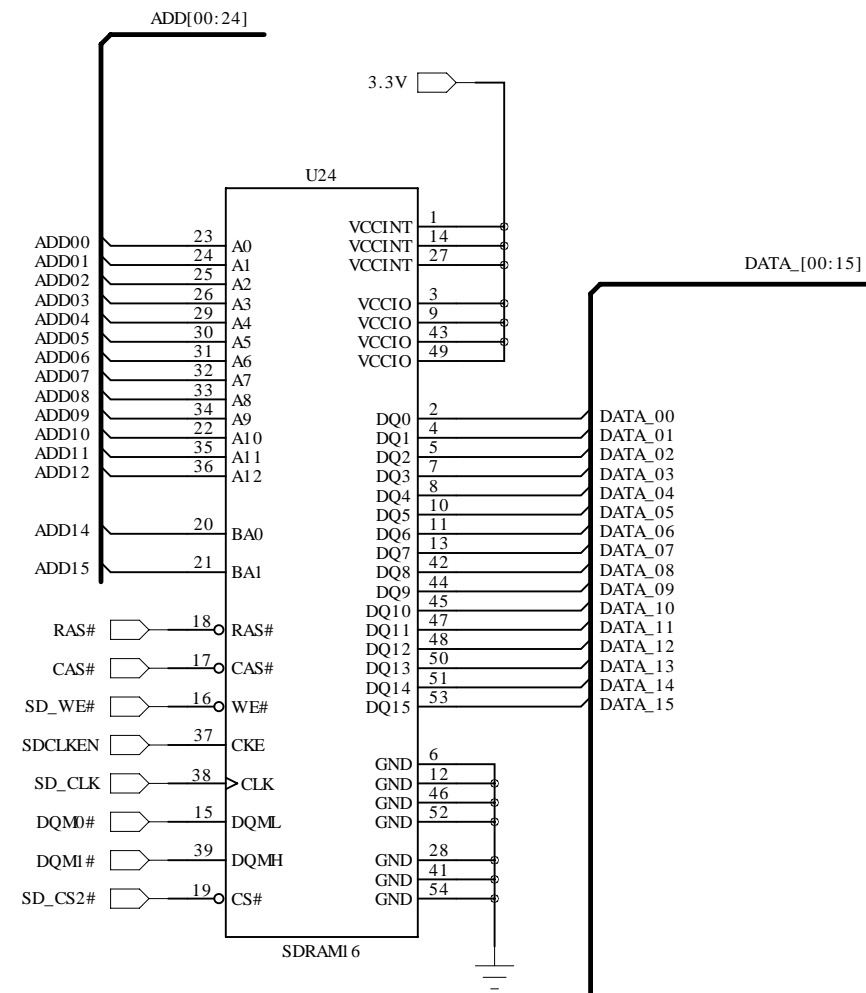 ADD[00:24]
3.3V
U24
DATA_[00:15]
ADD00 23 A0
ADD01 24 A1
ADD02 25 A2
ADD03 26 A3
ADD04 29 A4
ADD05 30 A5
ADD06 31 A6
ADD07 32 A7
ADD08 33 A8
ADD09 34 A9
ADD10 22 A10
ADD11 35 A11
ADD12 36 A12
ADD14 20 BA0
ADD15 21 BA1
RAS# 18 RAS#
CAS# 17 CAS#
SD_WE# 16 WE#
SDCLKEN 37 CKE
SD_CLK 38 CLK
DQM0# 15 DQML
DQM1# 39 DQMH
SD_CS2# 19 CS#
VCCINT 1
VCCINT 14
VCCINT 27
VCCIO 3
VCCIO 9
VCCIO 43
VCCIO 49
DQ0 2 DATA_00
DQ1 4 DATA_01
DQ2 5 DATA_02
DQ3 7 DATA_03
DQ4 8 DATA_04
DQ5 10 DATA_05
DQ6 11 DATA_06
DQ7 13 DATA_07
DQ8 42 DATA_08
DQ9 44 DATA_09
DQ10 45 DATA_10
DQ11 47 DATA_11
DQ12 48 DATA_12
DQ13 50 DATA_13
DQ14 51 DATA_14
DQ15 53 DATA_15
GND 6
GND 12
GND 46
GND 52
GND 28
GND 41
GND 54
SDRAM16